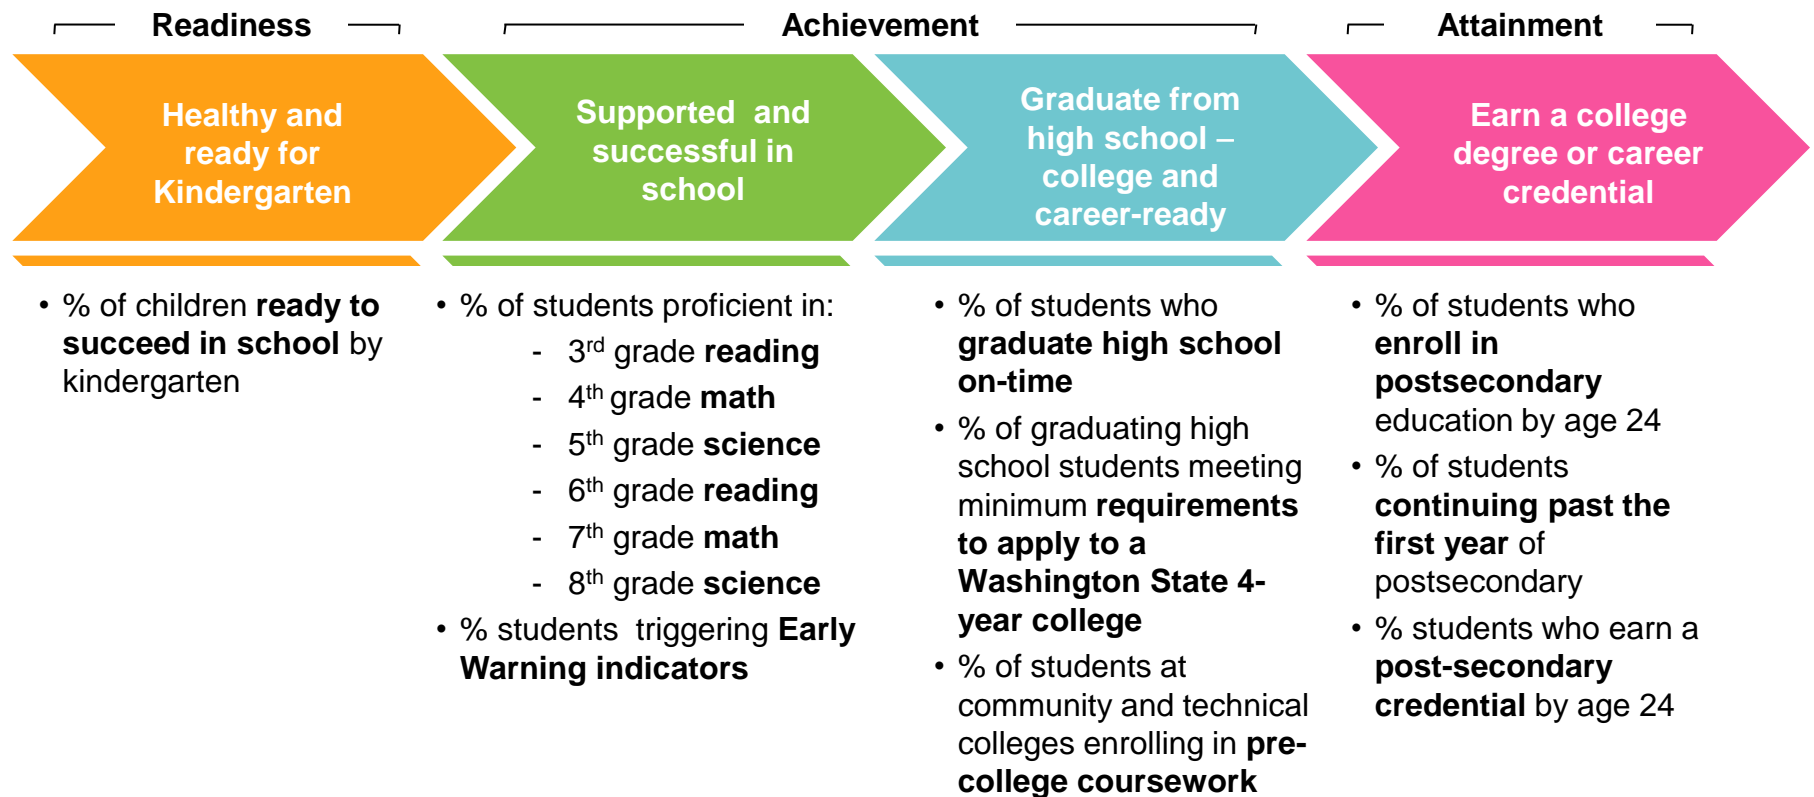 Readiness
Achievement
Attainment
Healthy and
ready for
Kindergarten
Supported and
successful in
school
Graduate from
high school –
college and
career-ready
Earn a college
degree or career
credential
• % of children ready to
succeed in school by
kindergarten
• % of students proficient in:
- 3rd grade reading
- 4th grade math
- 5th grade science
- 6th grade reading
- 7th grade math
- 8th grade science
• % students triggering Early
Warning indicators
• % of students who
graduate high school
on-time
• % of graduating high
school students meeting
minimum requirements
to apply to a
Washington State 4-
year college
• % of students at
community and technical
colleges enrolling in pre-
college coursework
• % of students who
enroll in
postsecondary
education by age 24
• % of students
continuing past the
first year of
postsecondary
• % students who earn a
post-secondary
credential by age 24